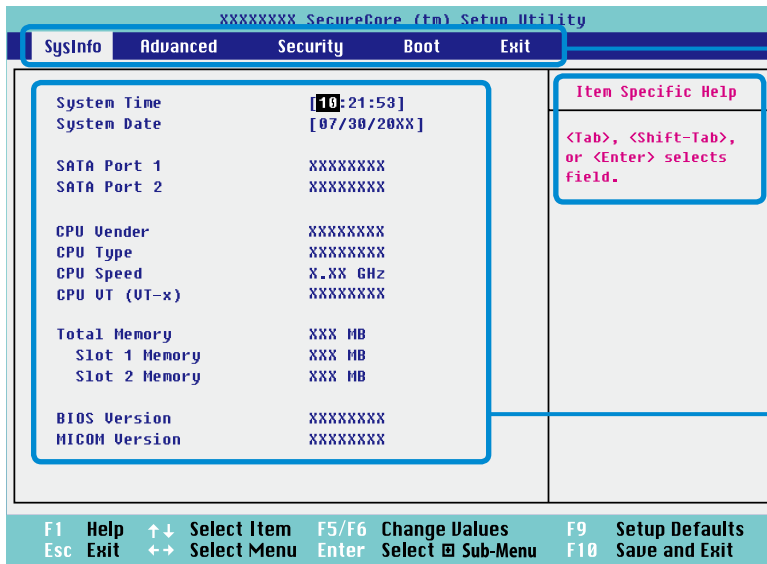 XXXXXXXX SecureCore (tm) Setup Utility
SysInfo Advanced Security Boot Exit
System Time [10:21:53]
System Date [07/30/20XX]
SATA Port 1 XXXXXXXX
SATA Port 2 XXXXXXXX
CPU Vender XXXXXXXX
CPU Type XXXXXXXX
CPU Speed X.XX GHz
CPU VT (VT-x) XXXXXXXX
Total Memory XXX MB
Slot 1 Memory XXX MB
Slot 2 Memory XXX MB
BIOS Version XXXXXXXX
MICOM Version XXXXXXXX
Item Specific Help
<Tab>, <Shift-Tab>,
or <Enter> selects
field.
F1 Help ↑↓ Select Item F5/F6 Change Values F9 Setup Defaults
Esc Exit ←→ Select Menu Enter Select ⊡ Sub-Menu F10 Save and Exit